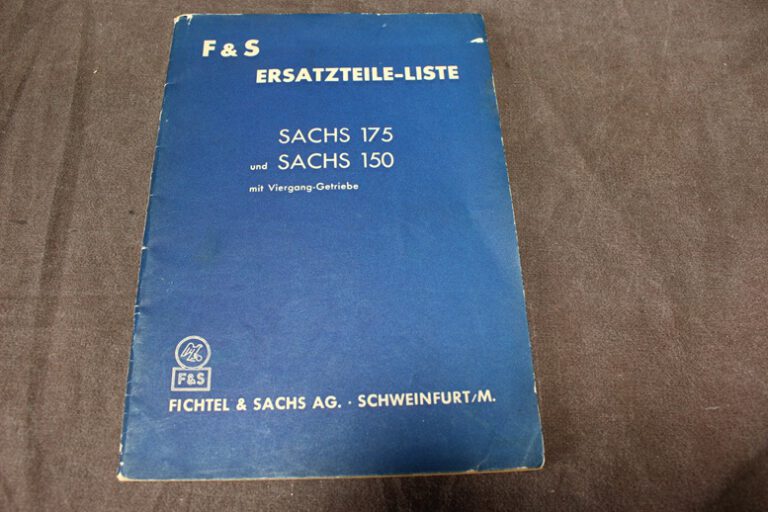 F & S
ERSATZTEILE-LISTE
SACHS 175
und SACHS 150
mit Viergang-Getriebe
F&S
FICHTEL & SACHS AG. · SCHWEINFURT/M.